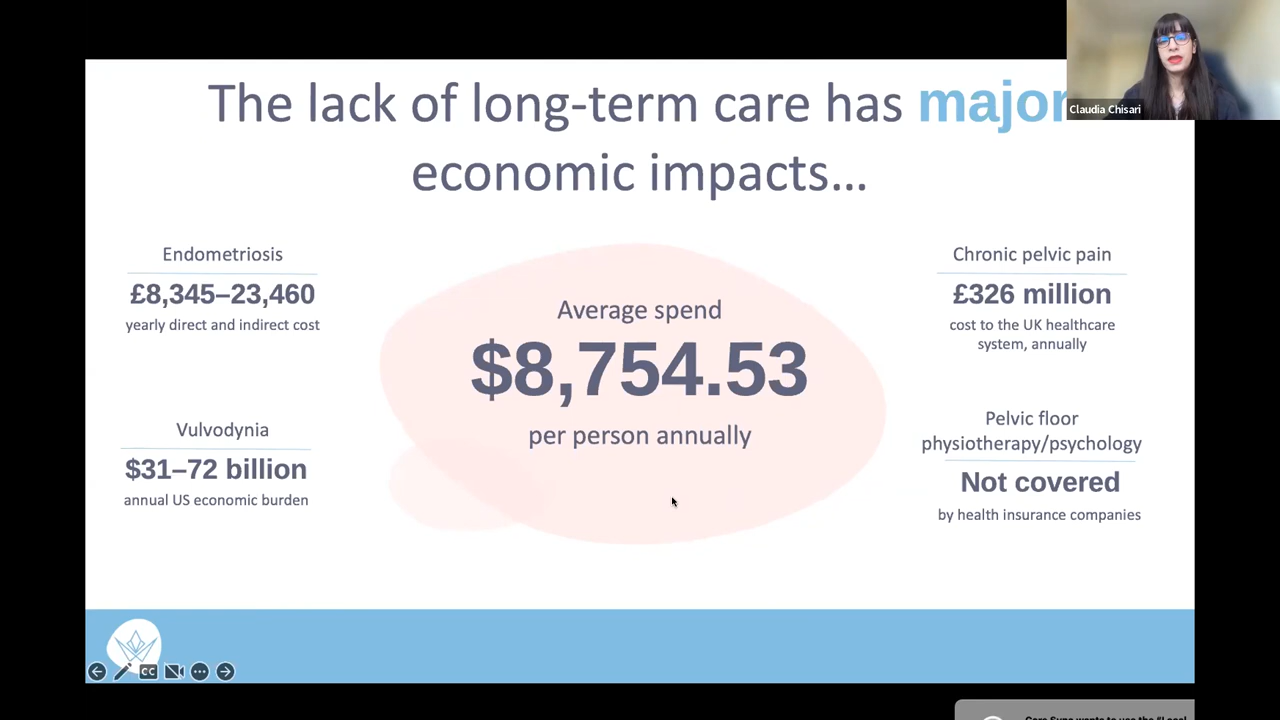 The lack of long-term care has major
economic impacts...
Claudia Chisari
Endometriosis
£8,345–23,460
yearly direct and indirect cost
Vulvodynia
$31–72 billion
annual US economic burden
Average spend
$8,754.53
per person annually
Chronic pelvic pain
£326 million
cost to the UK healthcare
system, annually
Pelvic floor
physiotherapy/psychology
Not covered
by health insurance companies
CC